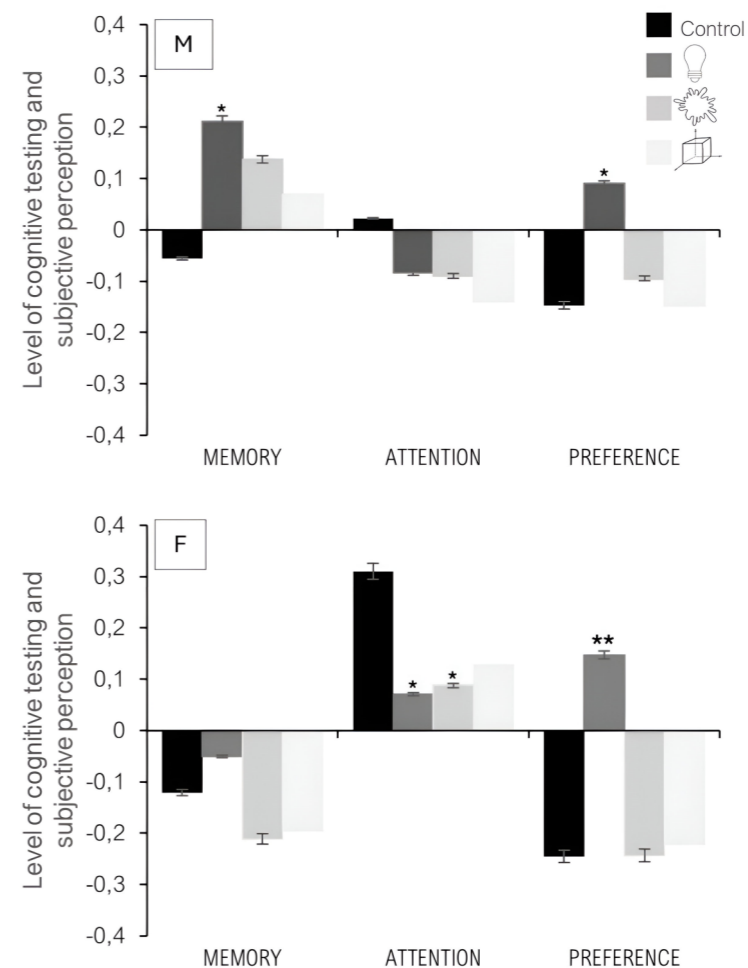 M
Control
Level of cognitive testing and
subjective perception
0,4
0,3
0,2
0,1
0
-0,1
-0,2
-0,3
-0,4
*
*
MEMORY ATTENTION PREFERENCE
F
Level of cognitive testing and
subjective perception
0,4
0,3
0,2
0,1
0
-0,1
-0,2
-0,3
-0,4
*
*
**
MEMORY ATTENTION PREFERENCE